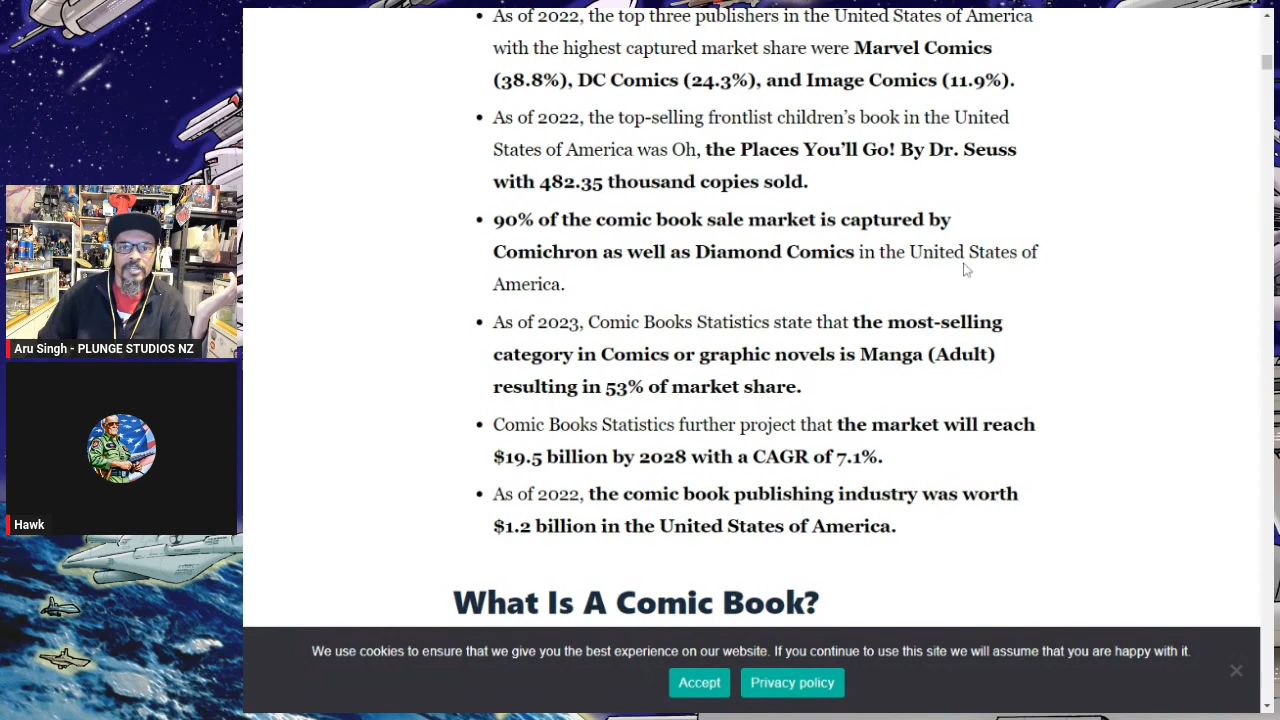 As of 2022, the top three publishers in the United States of America
with the highest captured market share were Marvel Comics
(38.8%), DC Comics (24.3%), and Image Comics (11.9%).
As of 2022, the top-selling frontlist children's book in the United
States of America was Oh, the Places You'll Go! By Dr. Seuss
with 482.35 thousand copies sold.
90% of the comic book sale market is captured by
Comichron as well as Diamond Comics in the United States of
America.
As of 2023, Comic Books Statistics state that the most-selling
category in Comics or graphic novels is Manga (Adult)
resulting in 53% of market share.
Comic Books Statistics further project that the market will reach
$19.5 billion by 2028 with a CAGR of 7.1%.
As of 2022, the comic book publishing industry was worth
$1.2 billion in the United States of America.
What Is A Comic Book?
We use cookies to ensure that we give you the best experience on our website. If you continue to use this site we will assume that you are happy with it.
Accept
Privacy policy
Aru Singh - PLUNGE STUDIOS NZ
Hawk